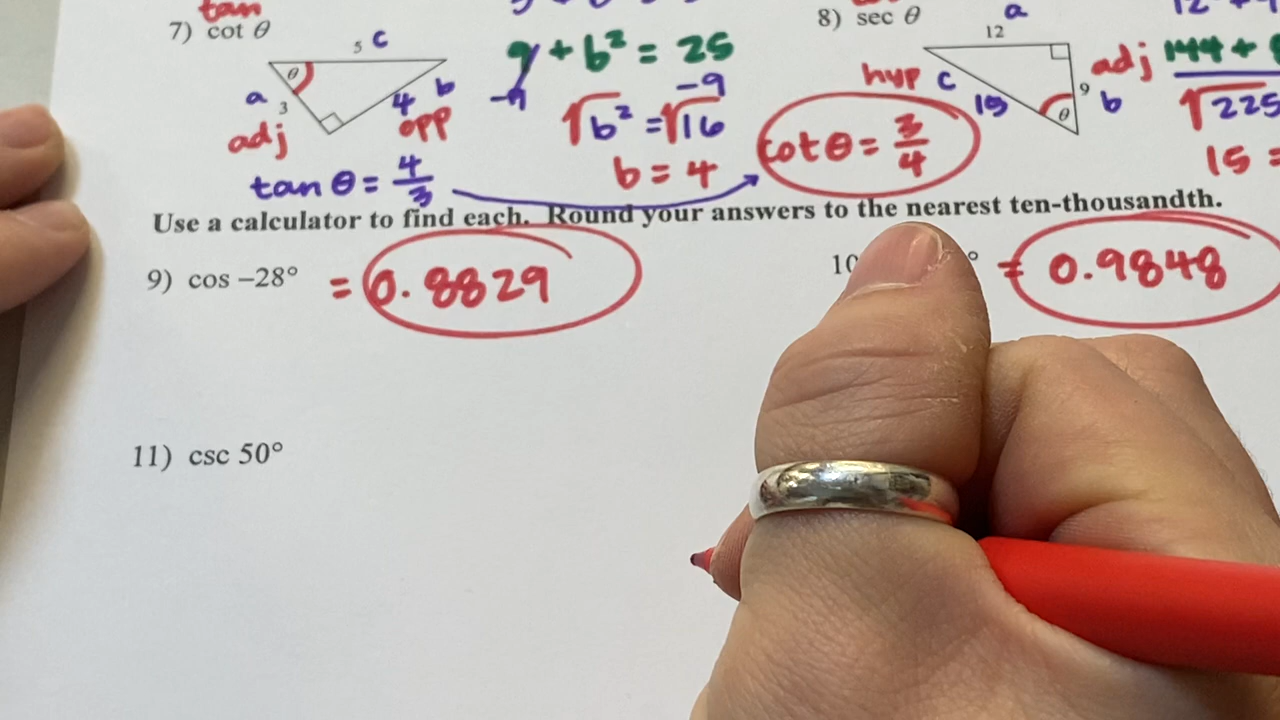 tan
7) cot θ
5 c
θ
a
3
adj
4 b
opp
tan θ = 4/3
9 + b² = 25
-9 -9
√b² = √16
b = 4
cot θ = 3/4
8) sec θ
12 a
hyp c
15
θ
9
b
adj
144 +
√225
15 =
Use a calculator to find each. Round your answers to the nearest ten-thousandth.
9) cos −28° = 0.8829
10 ° = 0.9848
11) csc 50°